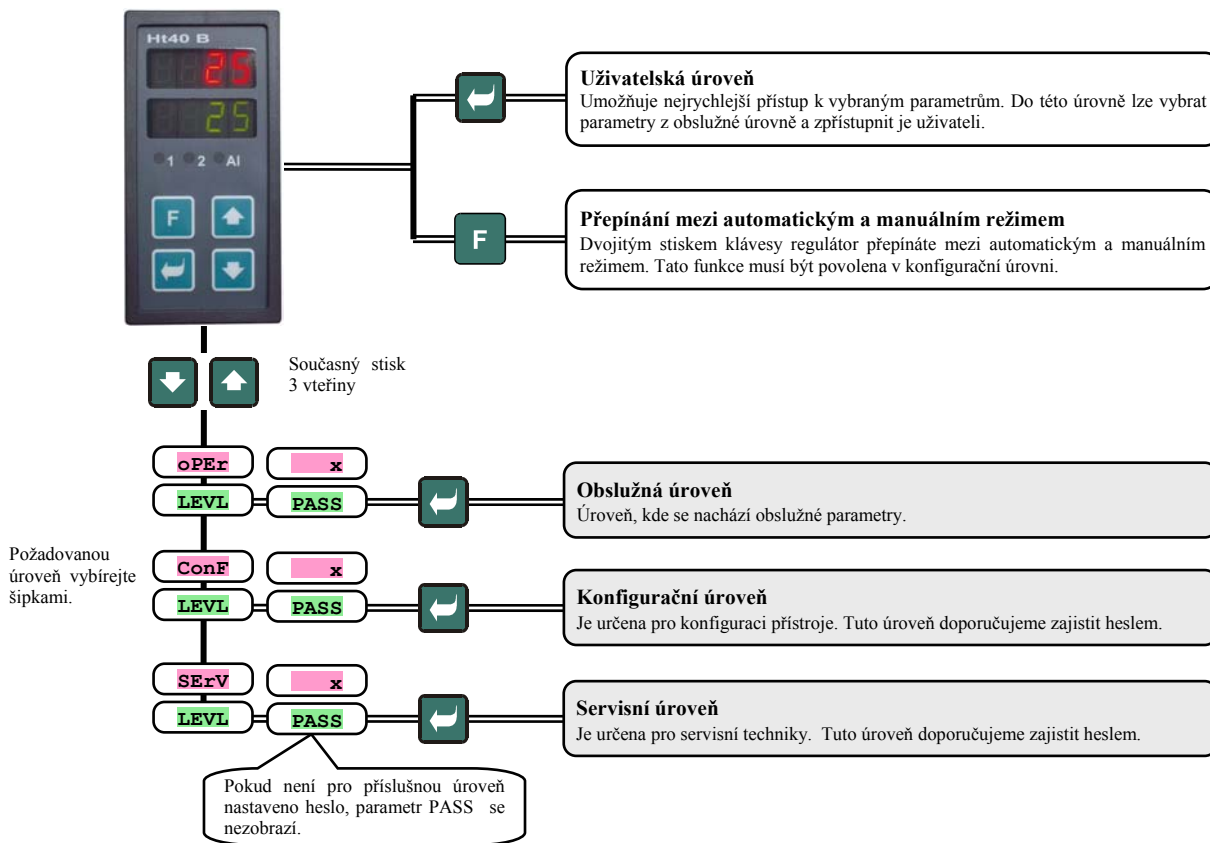 Ht40 B
25
25
1 2 Al
F
Uživatelská úroveň
Umožňuje nejrychlejší přístup k vybraným parametrům. Do této úrovně lze vybrat
parametry z obslužné úrovně a zpřístupnit je uživateli.
F
Přepínání mezi automatickým a manuálním režimem
Dvojitým stiskem klávesy regulátor přepínáte mezi automatickým a manuálním
režimem. Tato funkce musí být povolena v konfigurační úrovni.
Současný stisk
3 vteřiny
Požadovanou
úroveň vybírejte
šipkami.
oPEr x
LEVL PASS
Obslužná úroveň
Úroveň, kde se nachází obslužné parametry.
ConF x
LEVL PASS
Konfigurační úroveň
Je určena pro konfiguraci přístroje. Tuto úroveň doporučujeme zajistit heslem.
SErV x
LEVL PASS
Servisní úroveň
Je určena pro servisní techniky. Tuto úroveň doporučujeme zajistit heslem.
Pokud není pro příslušnou úroveň
nastaveno heslo, parametr PASS se
nezobrazí.